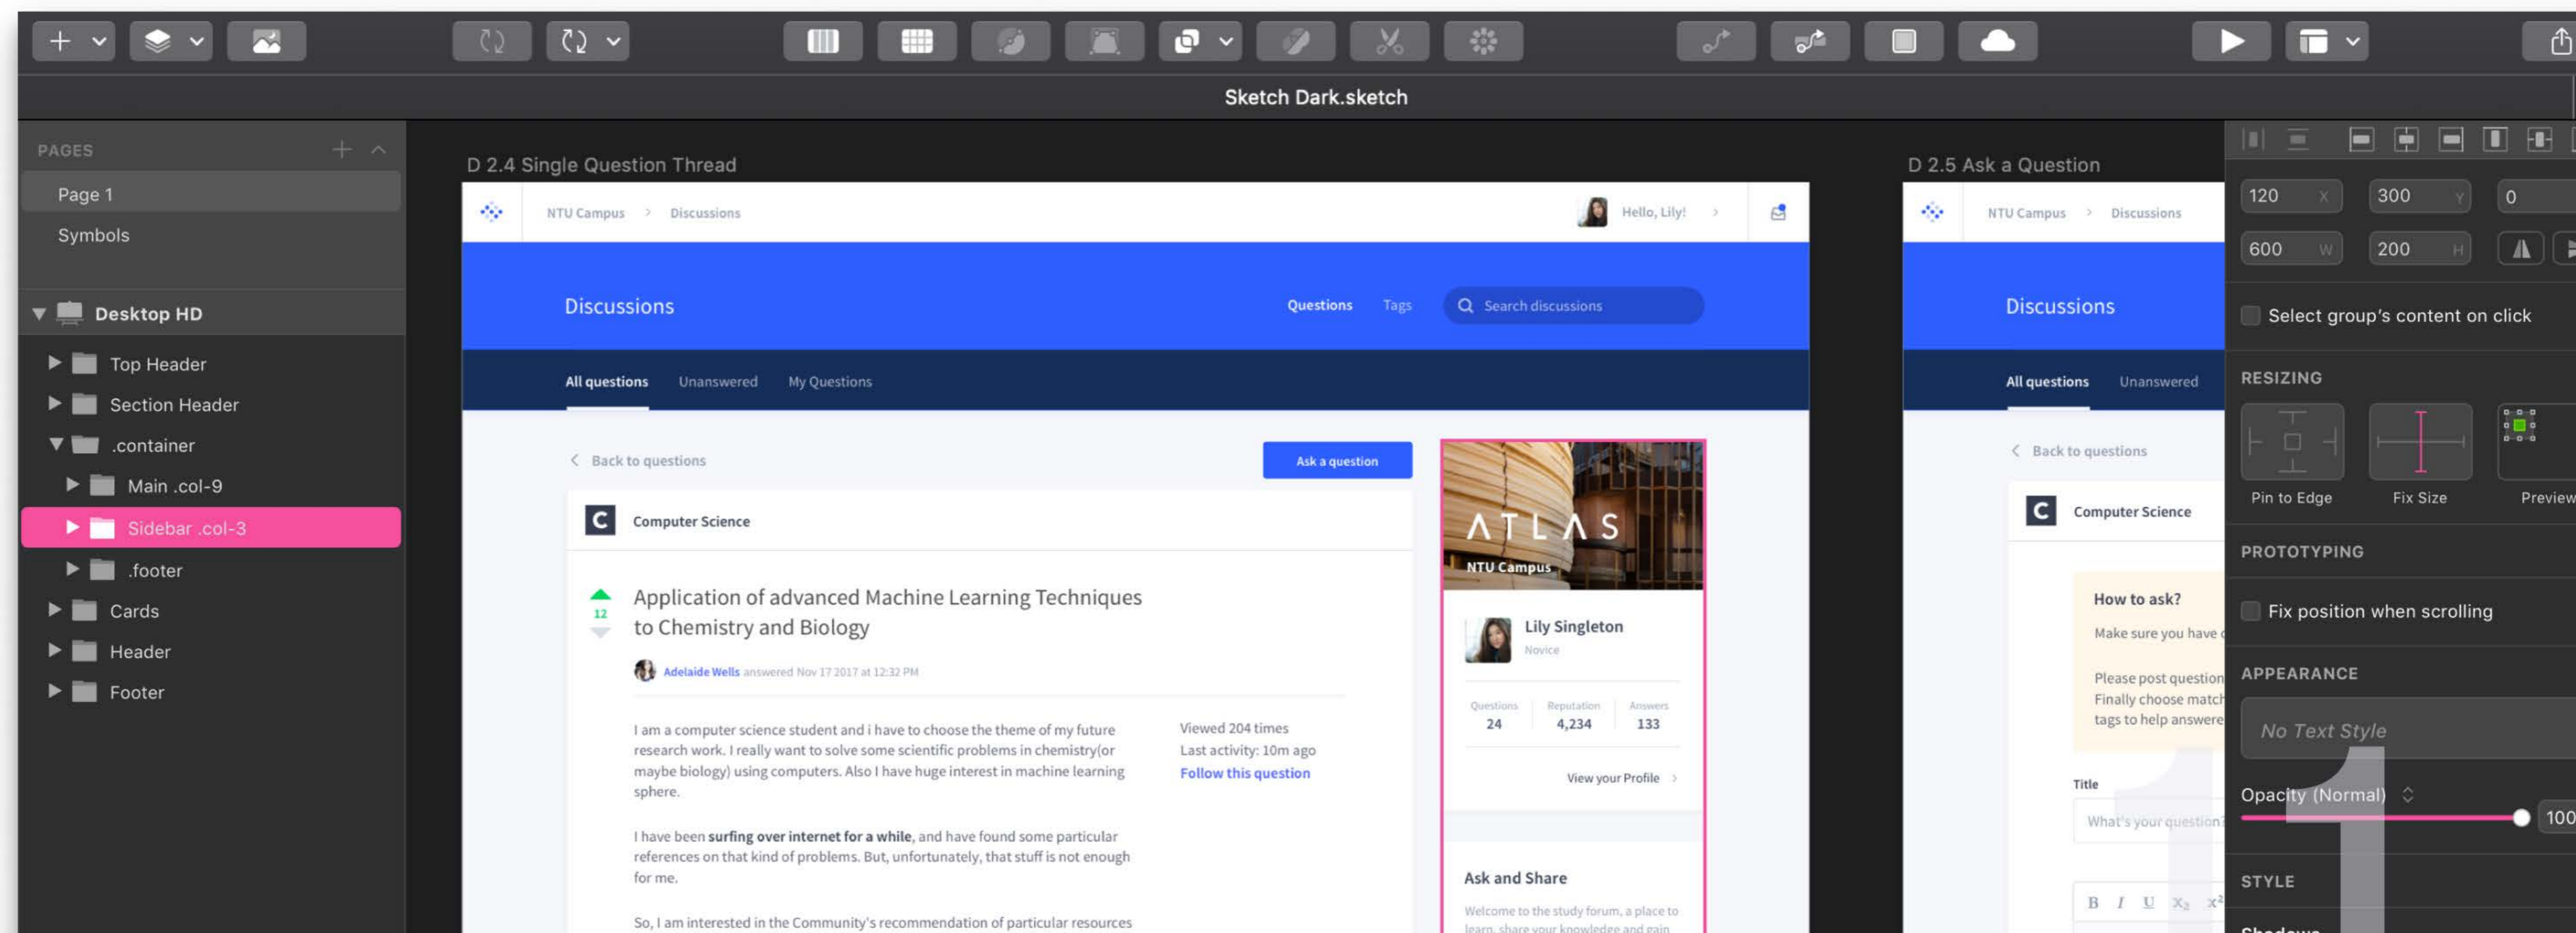 Sketch Dark.sketch
PAGES
Page 1
Symbols
Desktop HD
Top Header
Section Header
.container
Main .col-9
Sidebar .col-3
.footer
Cards
Header
Footer
D 2.4 Single Question Thread
NTU Campus > Discussions
Hello, Lily! >
Discussions
Questions
Tags
Search discussions
All questions
Unanswered
My Questions
< Back to questions
Ask a question
C
Computer Science
12
Application of advanced Machine Learning Techniques
to Chemistry and Biology
Adelaide Wells answered Nov 17 2017 at 12:32 PM
I am a computer science student and i have to choose the theme of my future
research work. I really want to solve some scientific problems in chemistry(or
maybe biology) using computers. Also I have huge interest in machine learning
sphere.
I have been surfing over internet for a while, and have found some particular
references on that kind of problems. But, unfortunately, that stuff is not enough
for me.
So, I am interested in the Community's recommendation of particular resources
Viewed 204 times
Last activity: 10m ago
Follow this question
ATLAS
NTU Campus
Lily Singleton
Novice
Questions
24
Reputation
4,234
Answers
133
View your Profile >
Ask and Share
Welcome to the study forum, a place to
learn, share your knowledge and gain
D 2.5 Ask a Question
NTU Campus > Discussions
Discussions
All questions
Unanswered
< Back to questions
C
Computer Science
How to ask?
Make sure you have
Please post question
Finally choose match
tags to help answere
Title
What's your question?
B I U X₂ X²
120 X
300 Y
0
600 W
200 H
Select group's content on click
RESIZING
Pin to Edge
Fix Size
Preview
PROTOTYPING
Fix position when scrolling
APPEARANCE
No Text Style
Opacity (Normal)
100
STYLE
Shadows
1